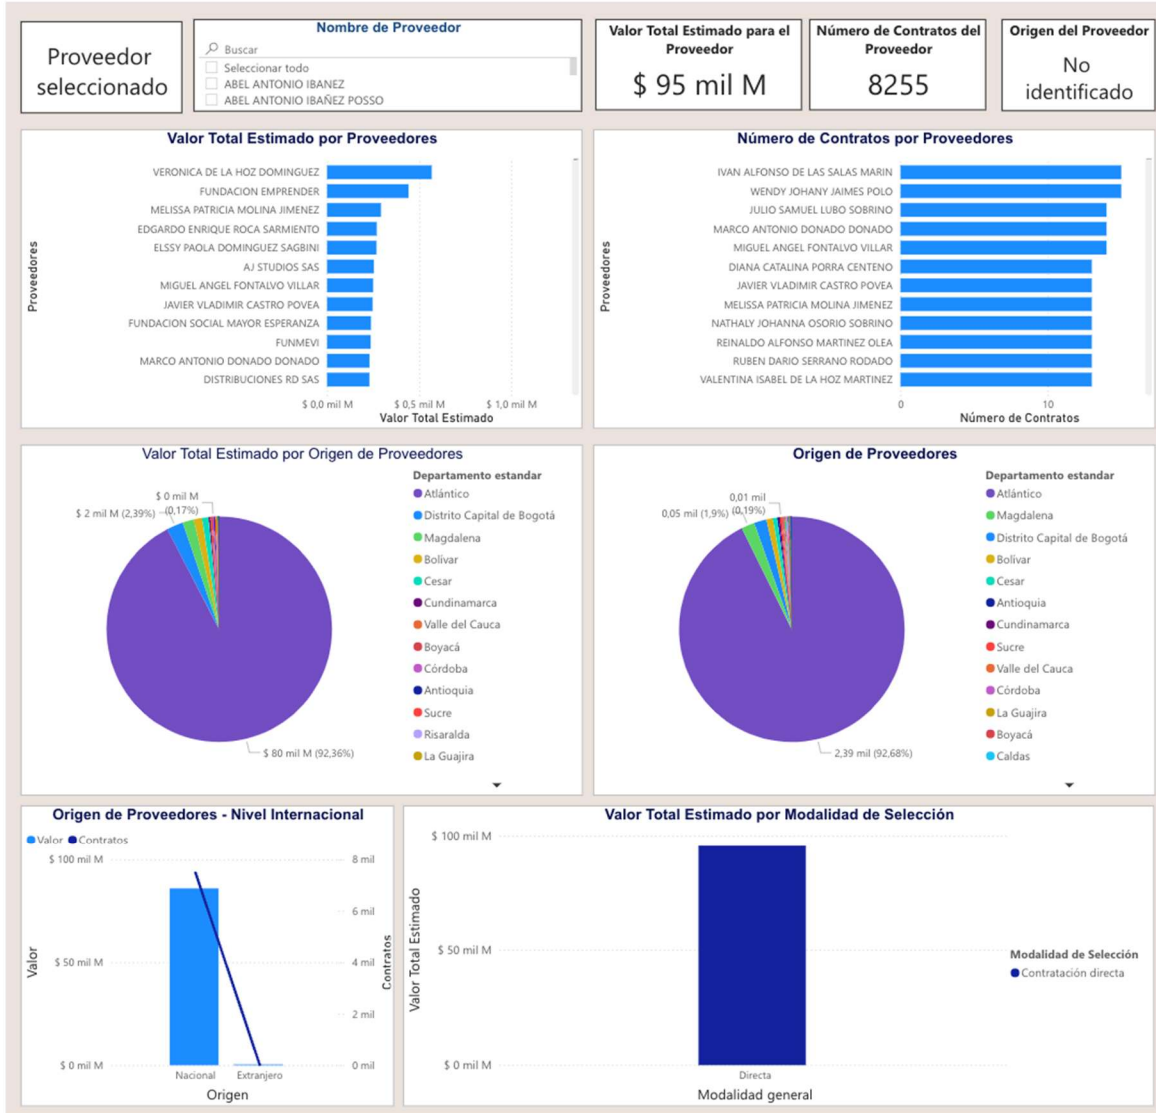 Proveedor
seleccionado
Nombre de Proveedor
Buscar
Seleccionar todo
ABEL ANTONIO IBANEZ
ABEL ANTONIO IBAÑEZ POSSO
Valor Total Estimado para el
Proveedor
$ 95 mil M
Número de Contratos del
Proveedor
8255
Origen del Proveedor
No
identificado
Valor Total Estimado por Proveedores
Proveedores
VERONICA DE LA HOZ DOMINGUEZ
FUNDACION EMPRENDER
MELISSA PATRICIA MOLINA JIMENEZ
EDGARDO ENRIQUE ROCA SARMIENTO
ELSSY PAOLA DOMINGUEZ SAGBINI
AJ STUDIOS SAS
MIGUEL ANGEL FONTALVO VILLAR
JAVIER VLADIMIR CASTRO POVEA
FUNDACION SOCIAL MAYOR ESPERANZA
FUNMEVI
MARCO ANTONIO DONADO DONADO
DISTRIBUCIONES RD SAS
$ 0,0 mil M $ 0,5 mil M $ 1,0 mil M
Valor Total Estimado
Número de Contratos por Proveedores
Proveedores
IVAN ALFONSO DE LAS SALAS MARIN
WENDY JOHANY JAIMES POLO
JULIO SAMUEL LUBO SOBRINO
MARCO ANTONIO DONADO DONADO
MIGUEL ANGEL FONTALVO VILLAR
DIANA CATALINA PORRA CENTENO
JAVIER VLADIMIR CASTRO POVEA
MELISSA PATRICIA MOLINA JIMENEZ
NATHALY JOHANNA OSORIO SOBRINO
REINALDO ALFONSO MARTINEZ OLEA
RUBEN DARIO SERRANO RODADO
VALENTINA ISABEL DE LA HOZ MARTINEZ
0 10
Número de Contratos
Valor Total Estimado por Origen de Proveedores
$ 0 mil M
(0,17%)
$ 2 mil M (2,39%)
$ 80 mil M (92,36%)
Departamento estandar
Atlántico
Distrito Capital de Bogotá
Magdalena
Bolívar
Cesar
Cundinamarca
Valle del Cauca
Boyacá
Córdoba
Antioquia
Sucre
Risaralda
La Guajira
Origen de Proveedores
0,01 mil
(0,19%)
0,05 mil (1,9%)
2,39 mil (92,68%)
Departamento estandar
Atlántico
Magdalena
Distrito Capital de Bogotá
Bolívar
Cesar
Antioquia
Cundinamarca
Sucre
Valle del Cauca
Córdoba
La Guajira
Boyacá
Caldas
Origen de Proveedores - Nivel Internacional
Valor Contratos
$ 100 mil M
$ 50 mil M
$ 0 mil M
Valor
8 mil
6 mil
4 mil
2 mil
0 mil
Contratos
Nacional Extranjero
Origen
Valor Total Estimado por Modalidad de Selección
$ 100 mil M
$ 50 mil M
$ 0 mil M
Valor Total Estimado
Directa
Modalidad general
Modalidad de Selección
Contratación directa